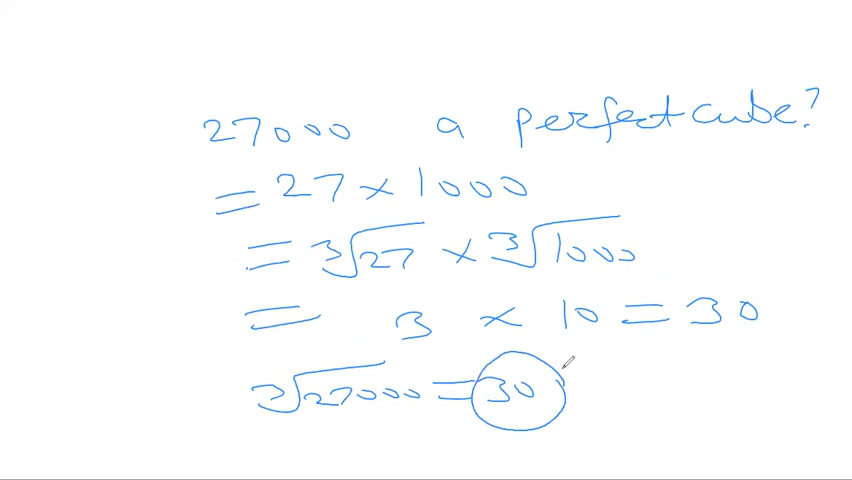 27000 a perfect cube?
= 27 × 1000
= ∛27 × ∛1000
= 3 × 10 = 30
∛27000 = 30